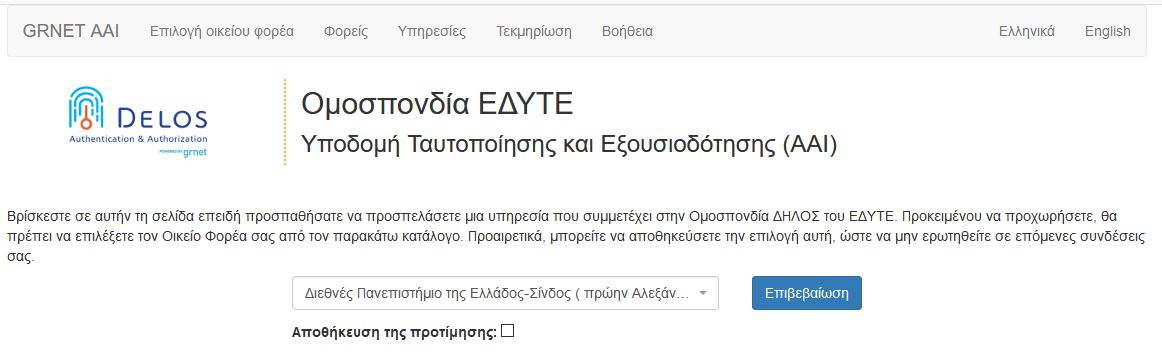 GRNET AAI Επιλογή οικείου φορέα Φορείς Υπηρεσίες Τεκμηρίωση Βοήθεια Ελληνικά English
DELOS
Authentication & Authorization
POWERED BY grnet
Ομοσπονδία ΕΔΥΤΕ
Υποδομή Ταυτοποίησης και Εξουσιοδότησης (ΑΑΙ)
Βρίσκεστε σε αυτήν τη σελίδα επειδή προσπαθήσατε να προσπελάσετε μια υπηρεσία που συμμετέχει στην Ομοσπονδία ΔΗΛΟΣ του ΕΔΥΤΕ. Προκειμένου να προχωρήσετε, θα
πρέπει να επιλέξετε τον Οικείο Φορέα σας από τον παρακάτω κατάλογο. Προαιρετικά, μπορείτε να αποθηκεύσετε την επιλογή αυτή, ώστε να μην ερωτηθείτε σε επόμενες συνδέσεις
σας.
Διεθνές Πανεπιστήμιο της Ελλάδος-Σίνδος ( πρώην Αλεξάν... Επιβεβαίωση
Αποθήκευση της προτίμησης: